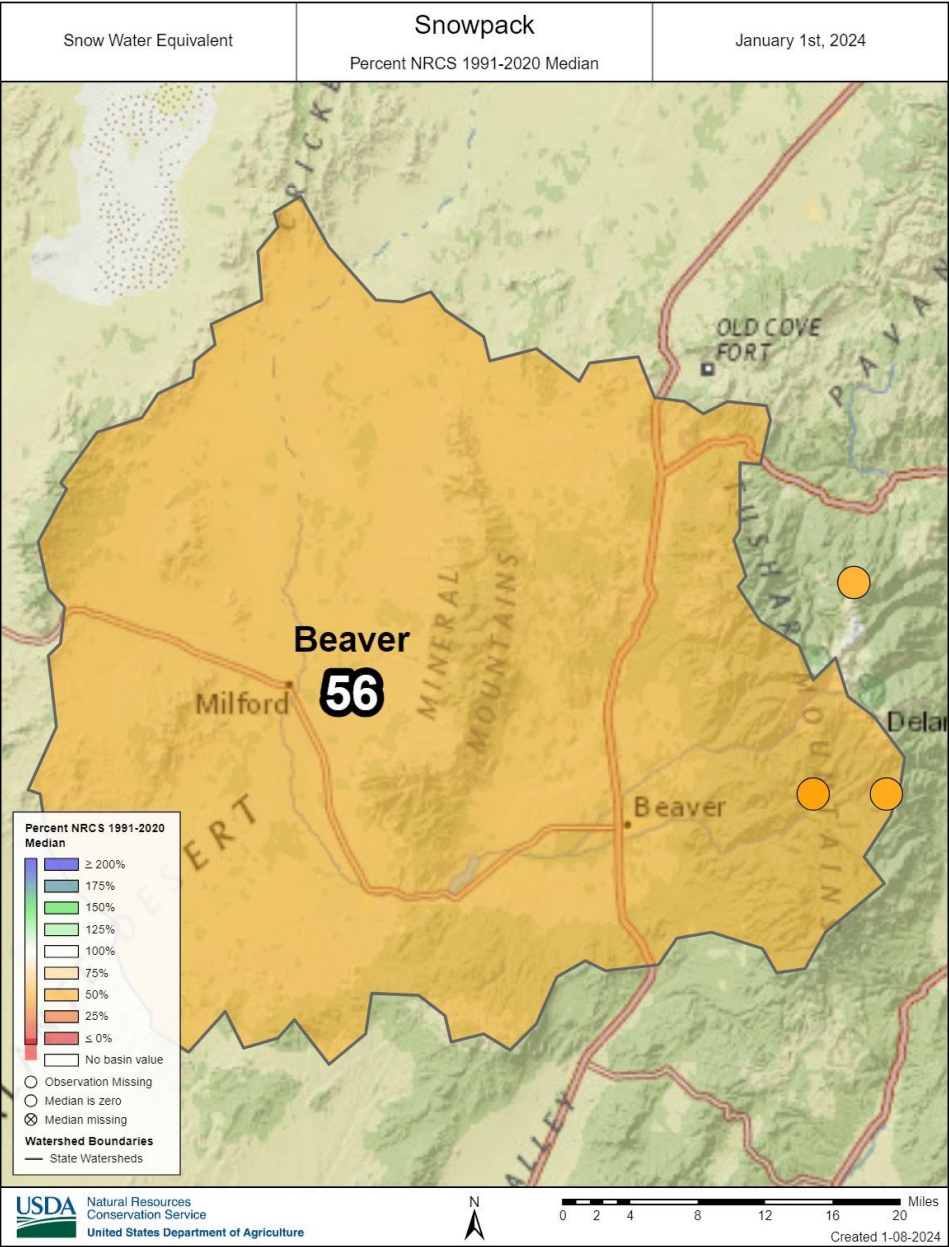 Snow Water Equivalent
Snowpack
Percent NRCS 1991-2020 Median
January 1st, 2024
OLD COVE
FORT
MINERAL
MOUNTAINS
Beaver
56
Milford
Delan
MOUNTAINS
Beaver
DESERT
Percent NRCS 1991-2020
Median
≥ 200%
175%
150%
125%
100%
75%
50%
25%
≤ 0%
No basin value
Observation Missing
Median is zero
Median missing
Watershed Boundaries
State Watersheds
ALLEY
USDA
Natural Resources
Conservation Service
United States Department of Agriculture
N
0 2 4 8 12 16 20
Miles
Created 1-08-2024